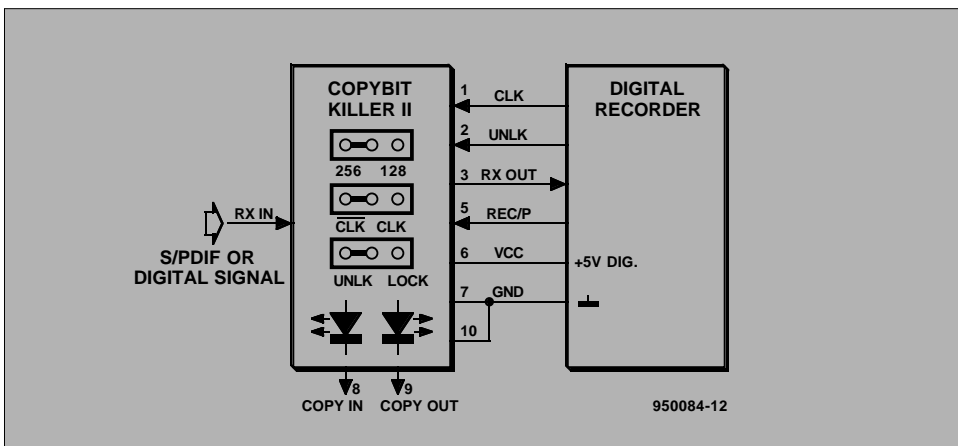 COPYBIT
KILLER II
256 128
CLK CLK
UNLK LOCK
RX IN
S/PDIF OR
DIGITAL SIGNAL
1 CLK
2 UNLK
3 RX OUT
5 REC/P
6 VCC
7 GND
10
8
9
COPY IN COPY OUT
DIGITAL
RECORDER
+5V DIG.
950084-12